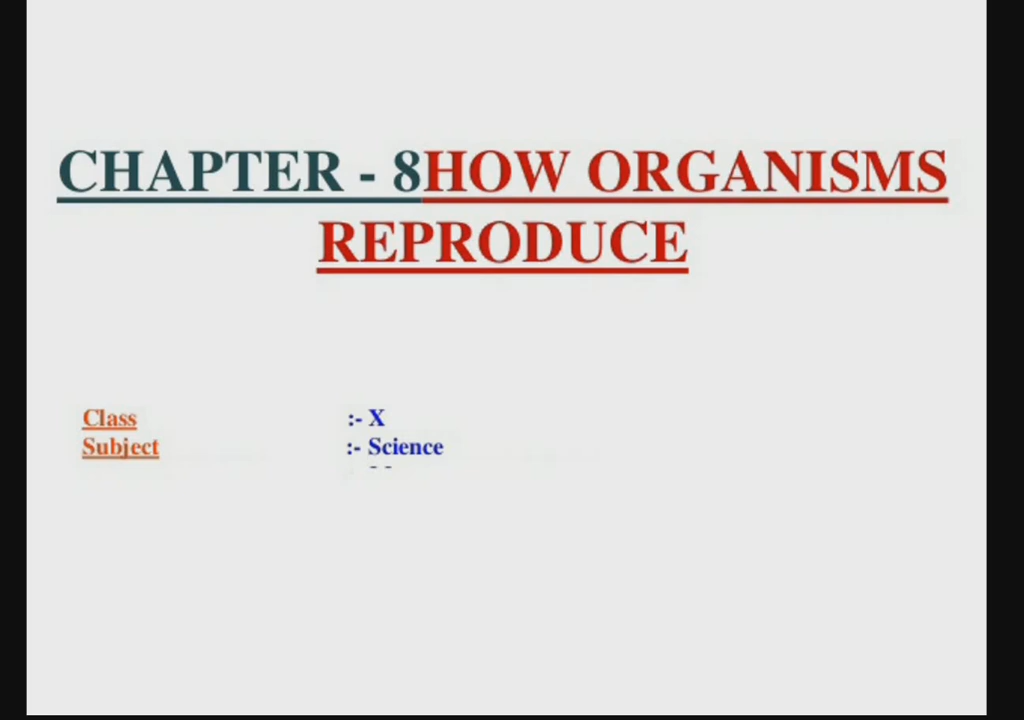 CHAPTER - 8HOW ORGANISMS
REPRODUCE
Class :- X
Subject :- Science